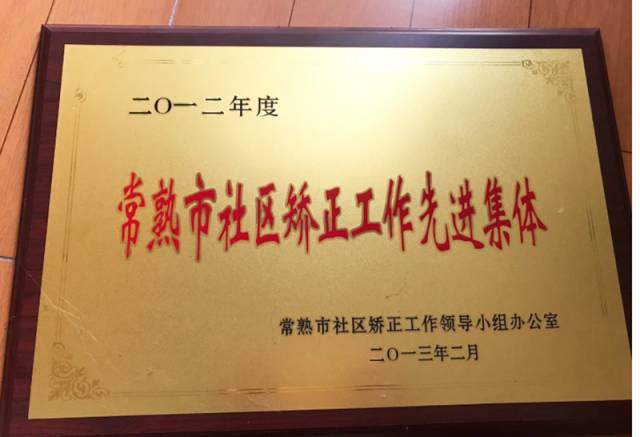 二〇一二年度
常熟市社区矫正工作先进集体
常熟市社区矫正工作领导小组办公室
二〇一三年二月